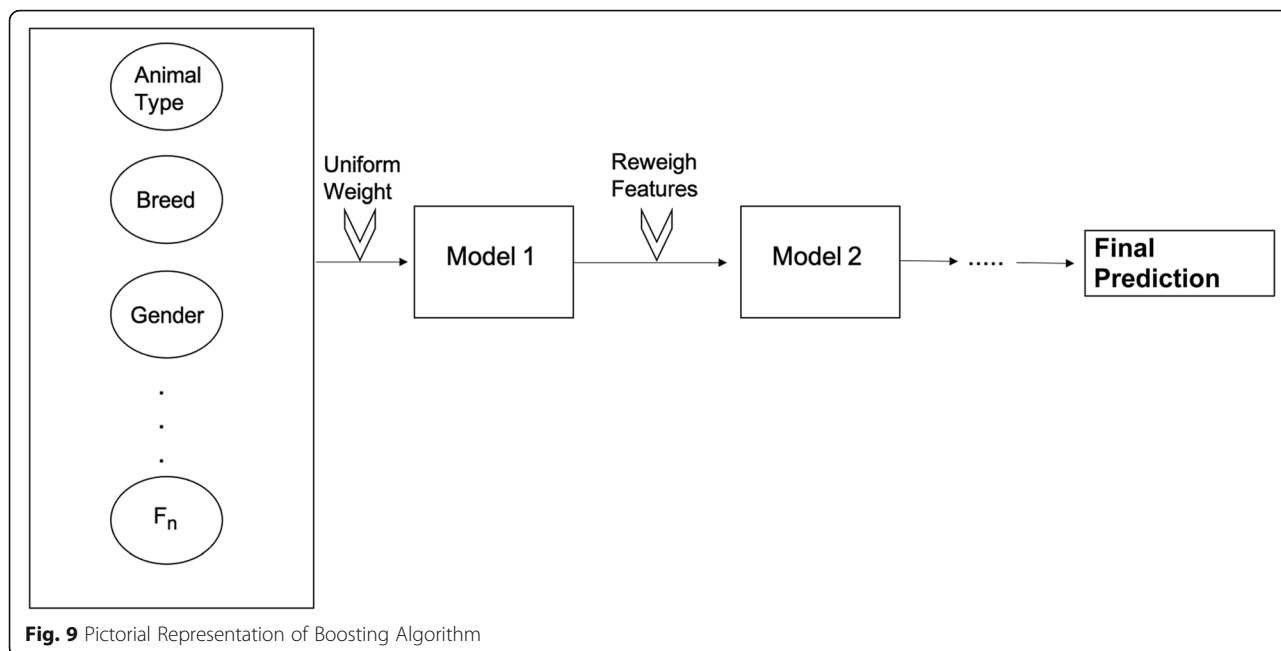 Animal
Type
Breed
Gender
.
.
.
Fn
Uniform
Weight
Model 1
Reweigh
Features
Model 2
.....
Final
Prediction
Fig. 9 Pictorial Representation of Boosting Algorithm